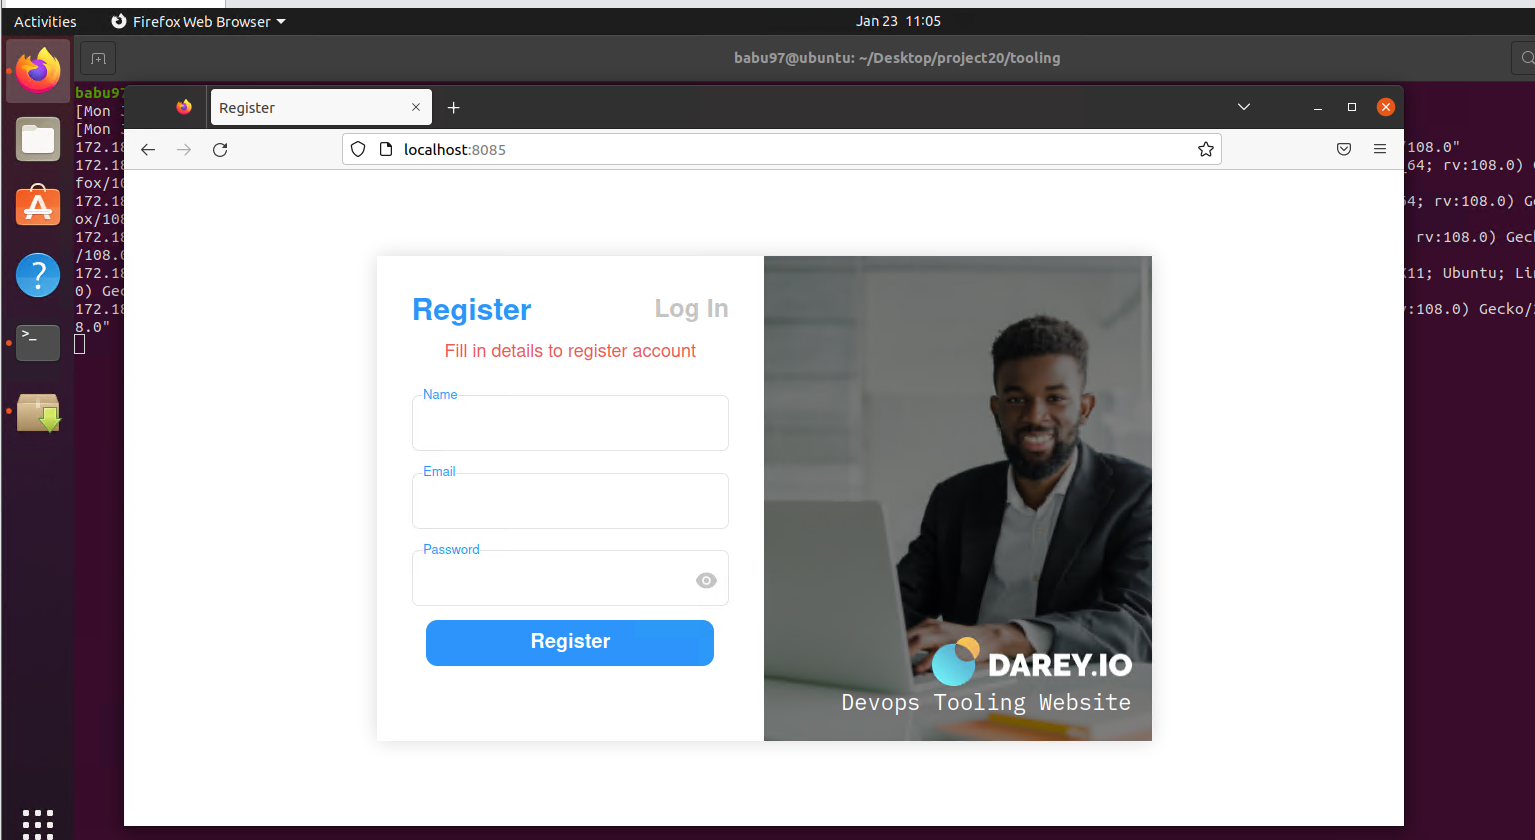 Activities
Firefox Web Browser
Jan 23 11:05
babu97@ubuntu: ~/Desktop/project20/tooling
babu97
Register
[Mon J
[Mon J
localhost:8085
172.18
/108.0"
172.18
64; rv:108.0) G
fox/10
172.18
64; rv:108.0) Ge
ox/108
172.18
rv:108.0) Geck
/108.0
172.18
X11; Ubuntu; Li
0) Gec
172.18
v:108.0) Gecko/
8.0"
Register
Log In
Fill in details to register account
Name
Email
Password
Register
DAREY.IO
Devops Tooling Website